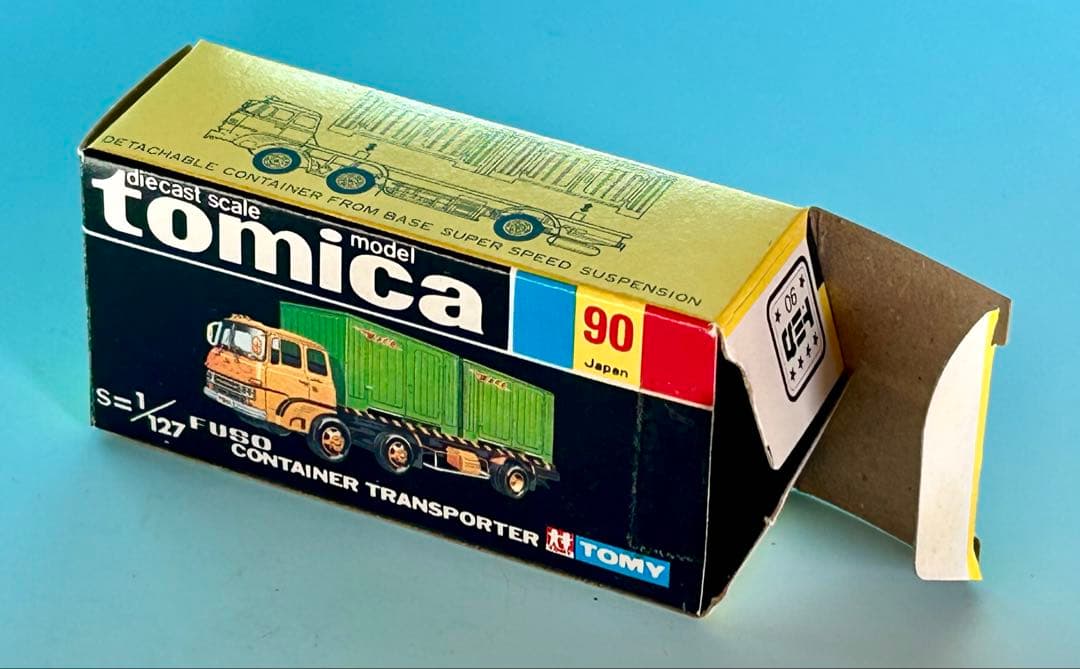 DETACHABLE CONTAINER FROM BASE SUPER SPEED SUSPENSION
diecast scale
model
tomica
90
Japan
S=1/127
FUSO
CONTAINER TRANSPORTER
TOMY
90